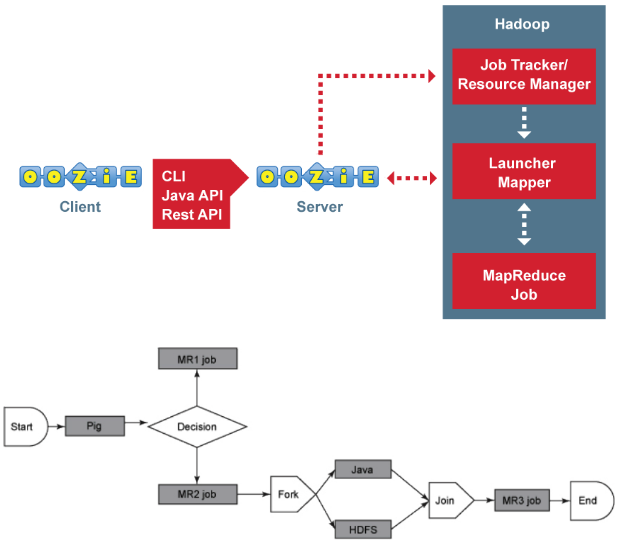 Hadoop
Job Tracker/
Resource Manager
Launcher
Mapper
MapReduce
Job
OOZiE
Client
CLI
Java API
Rest API
OOZiE
Server
MR1 job
Start
Pig
Decision
MR2 job
Fork
Java
HDFS
Join
MR3 job
End